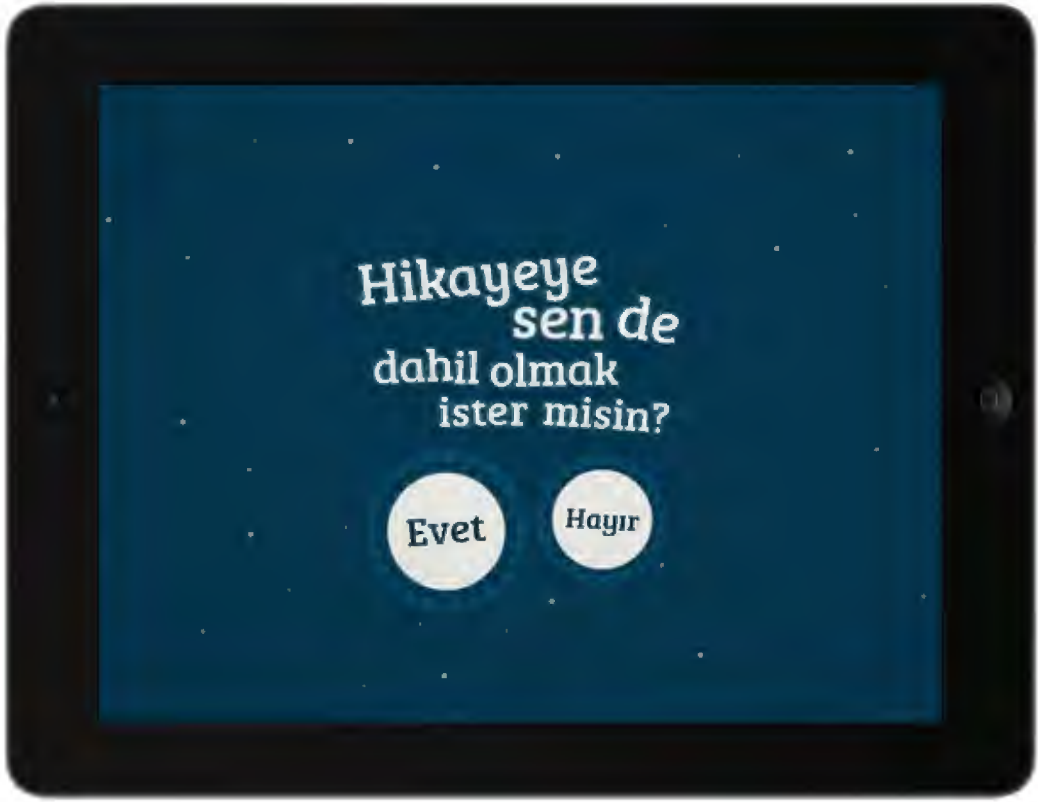 Hikayeye
sen de
dahil olmak
ister misin?
Evet
Hayır